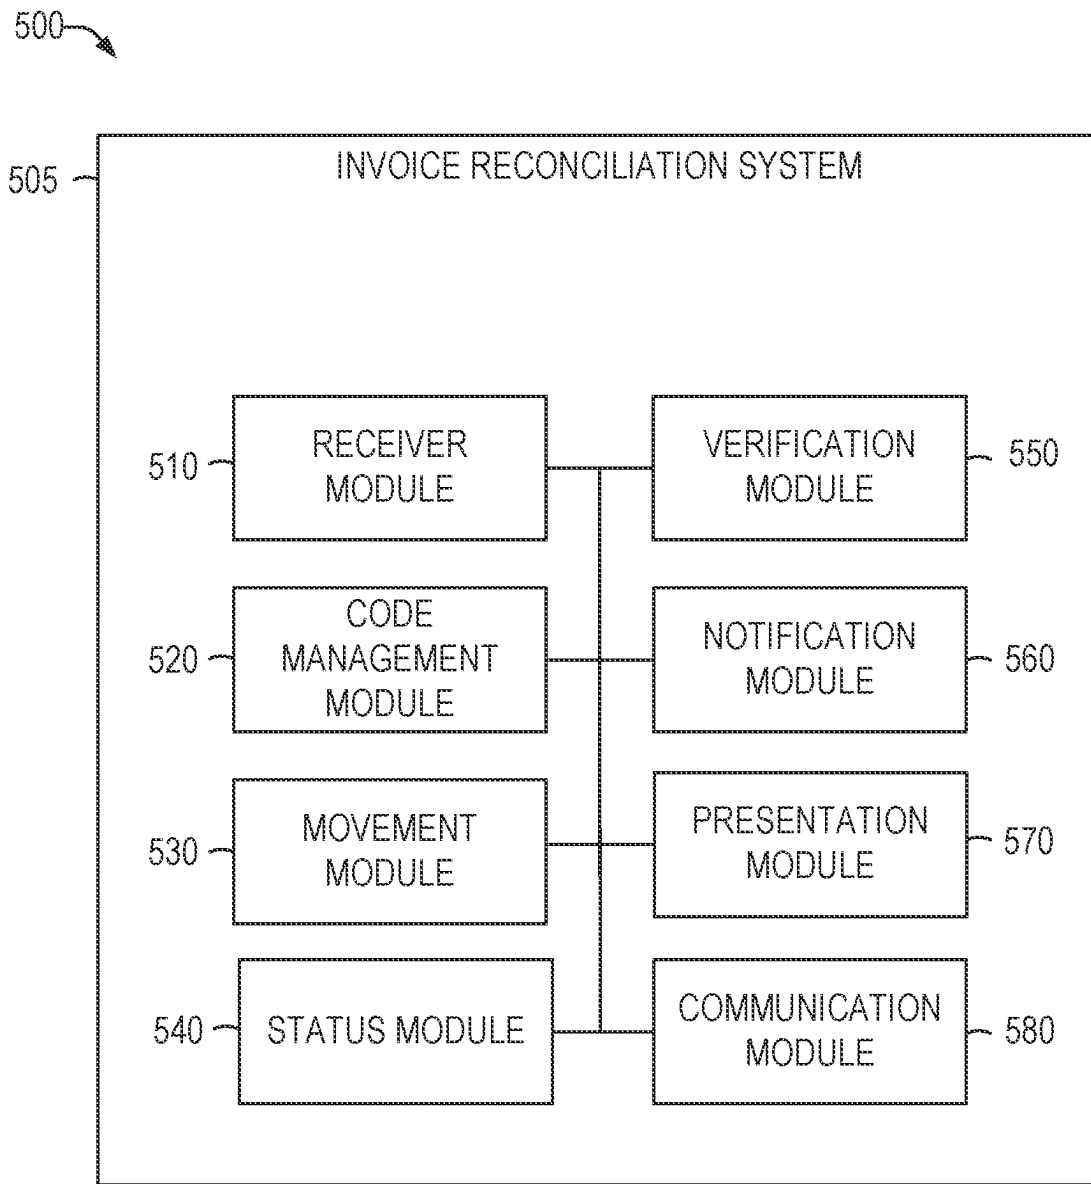 500
505
INVOICE RECONCILIATION SYSTEM
510
RECEIVER
MODULE
VERIFICATION
MODULE
550
520
CODE
MANAGEMENT
MODULE
NOTIFICATION
MODULE
560
530
MOVEMENT
MODULE
PRESENTATION
MODULE
570
540
STATUS MODULE
COMMUNICATION
MODULE
580